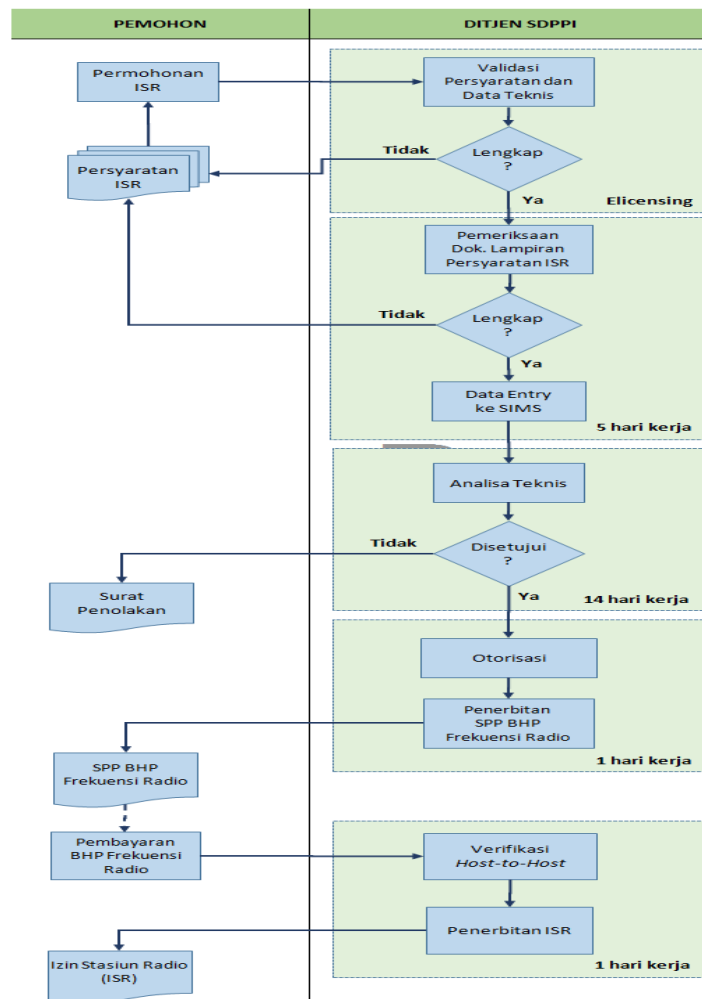 PEMOHON
DITJEN SDPPI
Permohonan
ISR
Validasi
Persyaratan dan
Data Teknis
Tidak
Lengkap
?
Persyaratan
ISR
Ya
Elicensing
Pemeriksaan
Dok. Lampiran
Persyaratan ISR
Tidak
Lengkap
?
Ya
Data Entry
ke SIMS
5 hari kerja
Analisa Teknis
Tidak
Disetujui
?
Surat
Penolakan
Ya
14 hari kerja
Otorisasi
Penerbitan
SPP BHP
Frekuensi Radio
1 hari kerja
SPP BHP
Frekuensi Radio
Pembayaran
BHP Frekuensi
Radio
Verifikasi
Host-to-Host
Penerbitan ISR
1 hari kerja
Izin Stasiun Radio
(ISR)